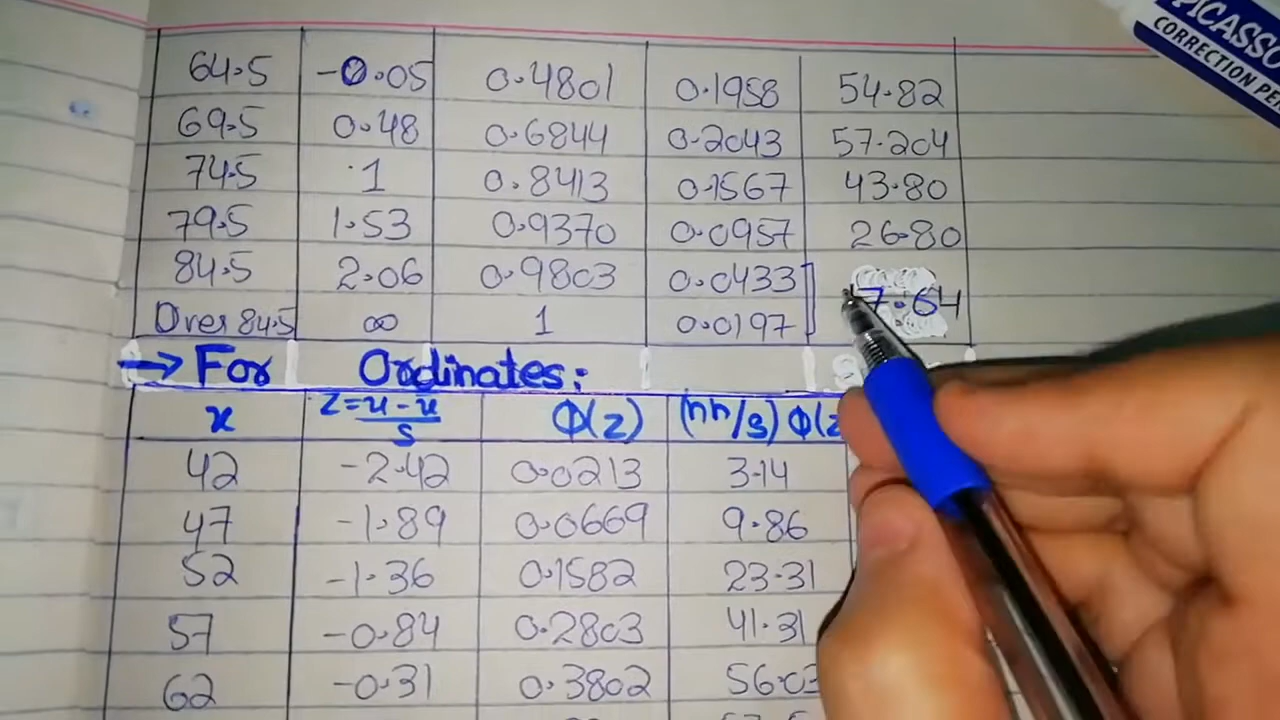 PICASSO
CORRECTION PEN
64.5 -0.05 0.4801 0.1958 54.82
69.5 0.48 0.6844 0.2043 57.204
74.5 1 0.8413 0.1567 43.80
79.5 1.53 0.9370 0.0957 26.80
84.5 2.06 0.9803 0.0433
17.64
Over 84.5 ∞ 1 0.0197
→ For Ordinates:
x Z=x-x̄/s Φ(z) (nh/s) Φ(z
42 -2.42 0.0213 3.14
47 -1.89 0.0669 9.86
52 -1.36 0.1582 23.31
57 -0.84 0.2803 41.31
62 -0.31 0.3802 56.03